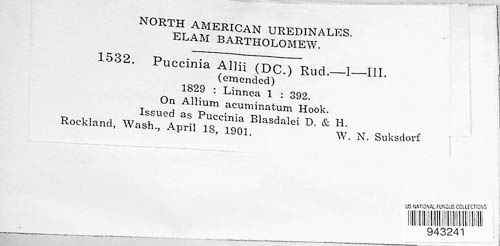 NORTH AMERICAN UREDINALES.
ELAM BARTHOLOMEW.
1532. Puccinia Allii (DC.) Rud.—I—III.
(emended)
1829 : Linnea 1 : 392.
On Allium acuminatum Hook.
Issued as Puccinia Blasdalei D. & H.
Rockland, Wash., April 18, 1901. W. N. Suksdorf
US NATIONAL FUNGUS COLLECTIONS
943241